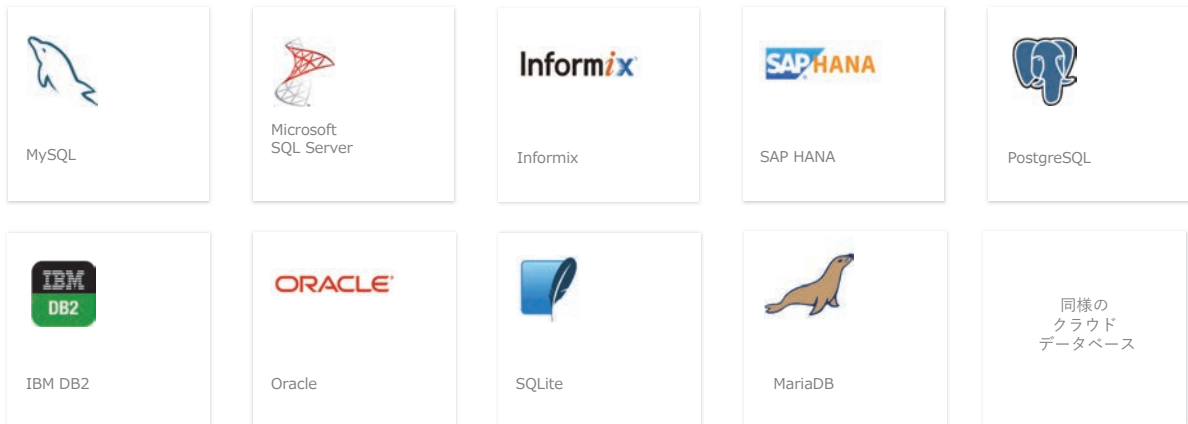 Informix
SAP HANA
MySQL
Microsoft
SQL Server
Informix
SAP HANA
PostgreSQL
IBM
DB2
ORACLE
IBM DB2
Oracle
SQLite
MariaDB
同様の
クラウド
データベース